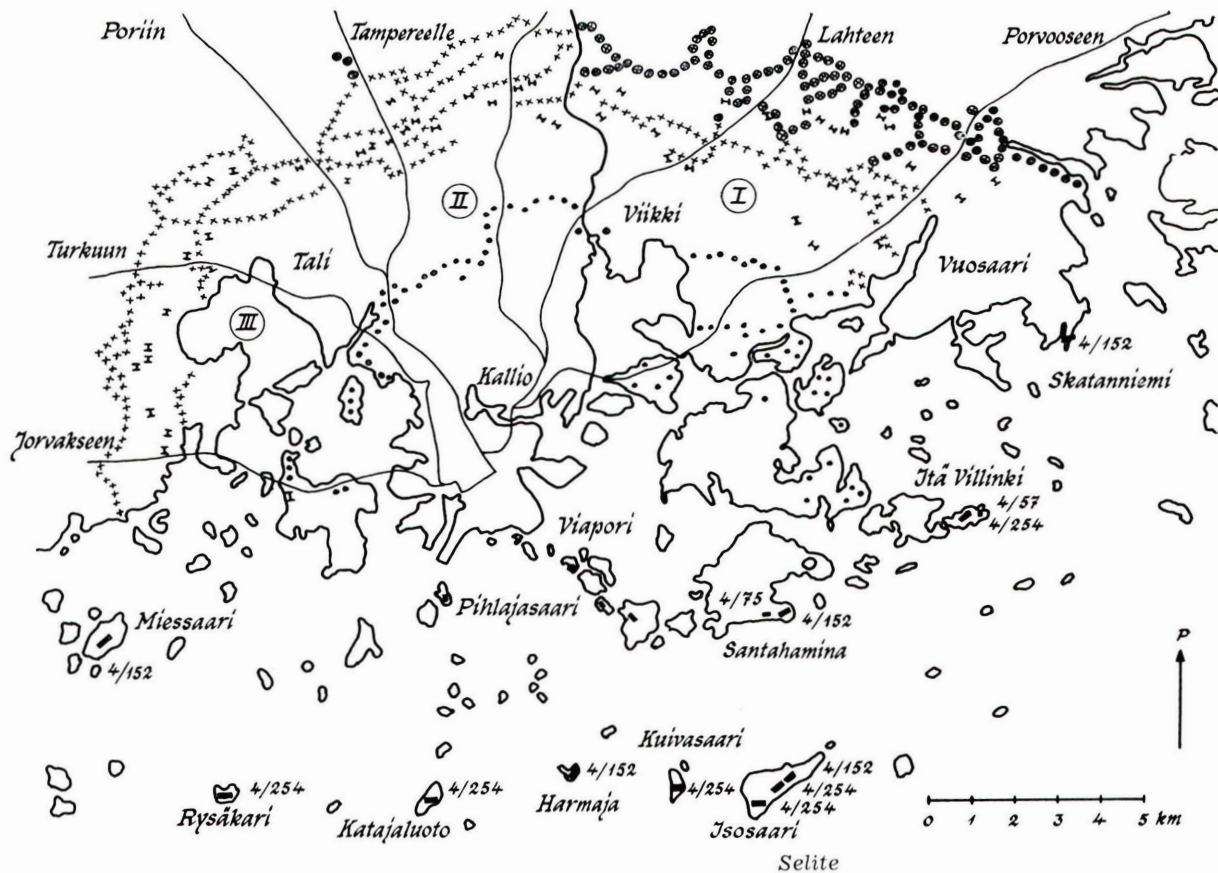 Poriin
Tampereelle
Lahteen
Porvooseen
II
I
Viikki
Turkuun
Tali
Vuosaari
III
4/152
Kallio
Skatanniemi
Jorvakseen
Itä Villinki
4/57
4/254
Viapori
Miessaari
Pihlajasaari
4/75
4/152
Santahamina
P
4/152
Kuivasaari
4/254
Rysäkari
4/254
Katajaluoto
4/152
Harmaja
4/254
4/152
4/254
4/254
Isosaari
0 1 2 3 4 5 km
Selite